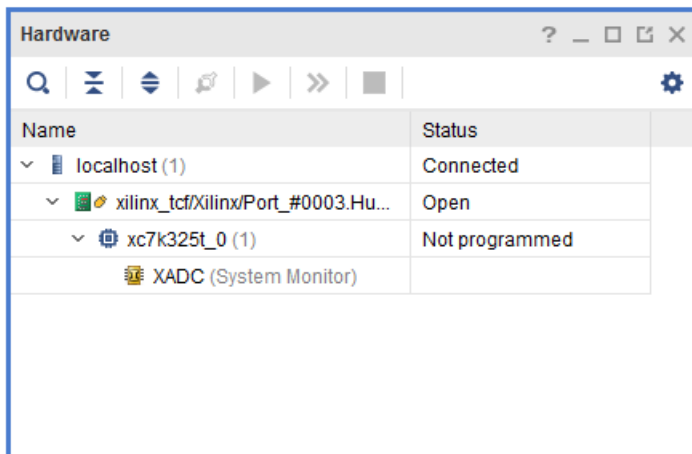 Hardware
Name Status
localhost (1) Connected
xilinx_tcf/Xilinx/Port_#0003.Hu... Open
xc7k325t_0 (1) Not programmed
XADC (System Monitor)